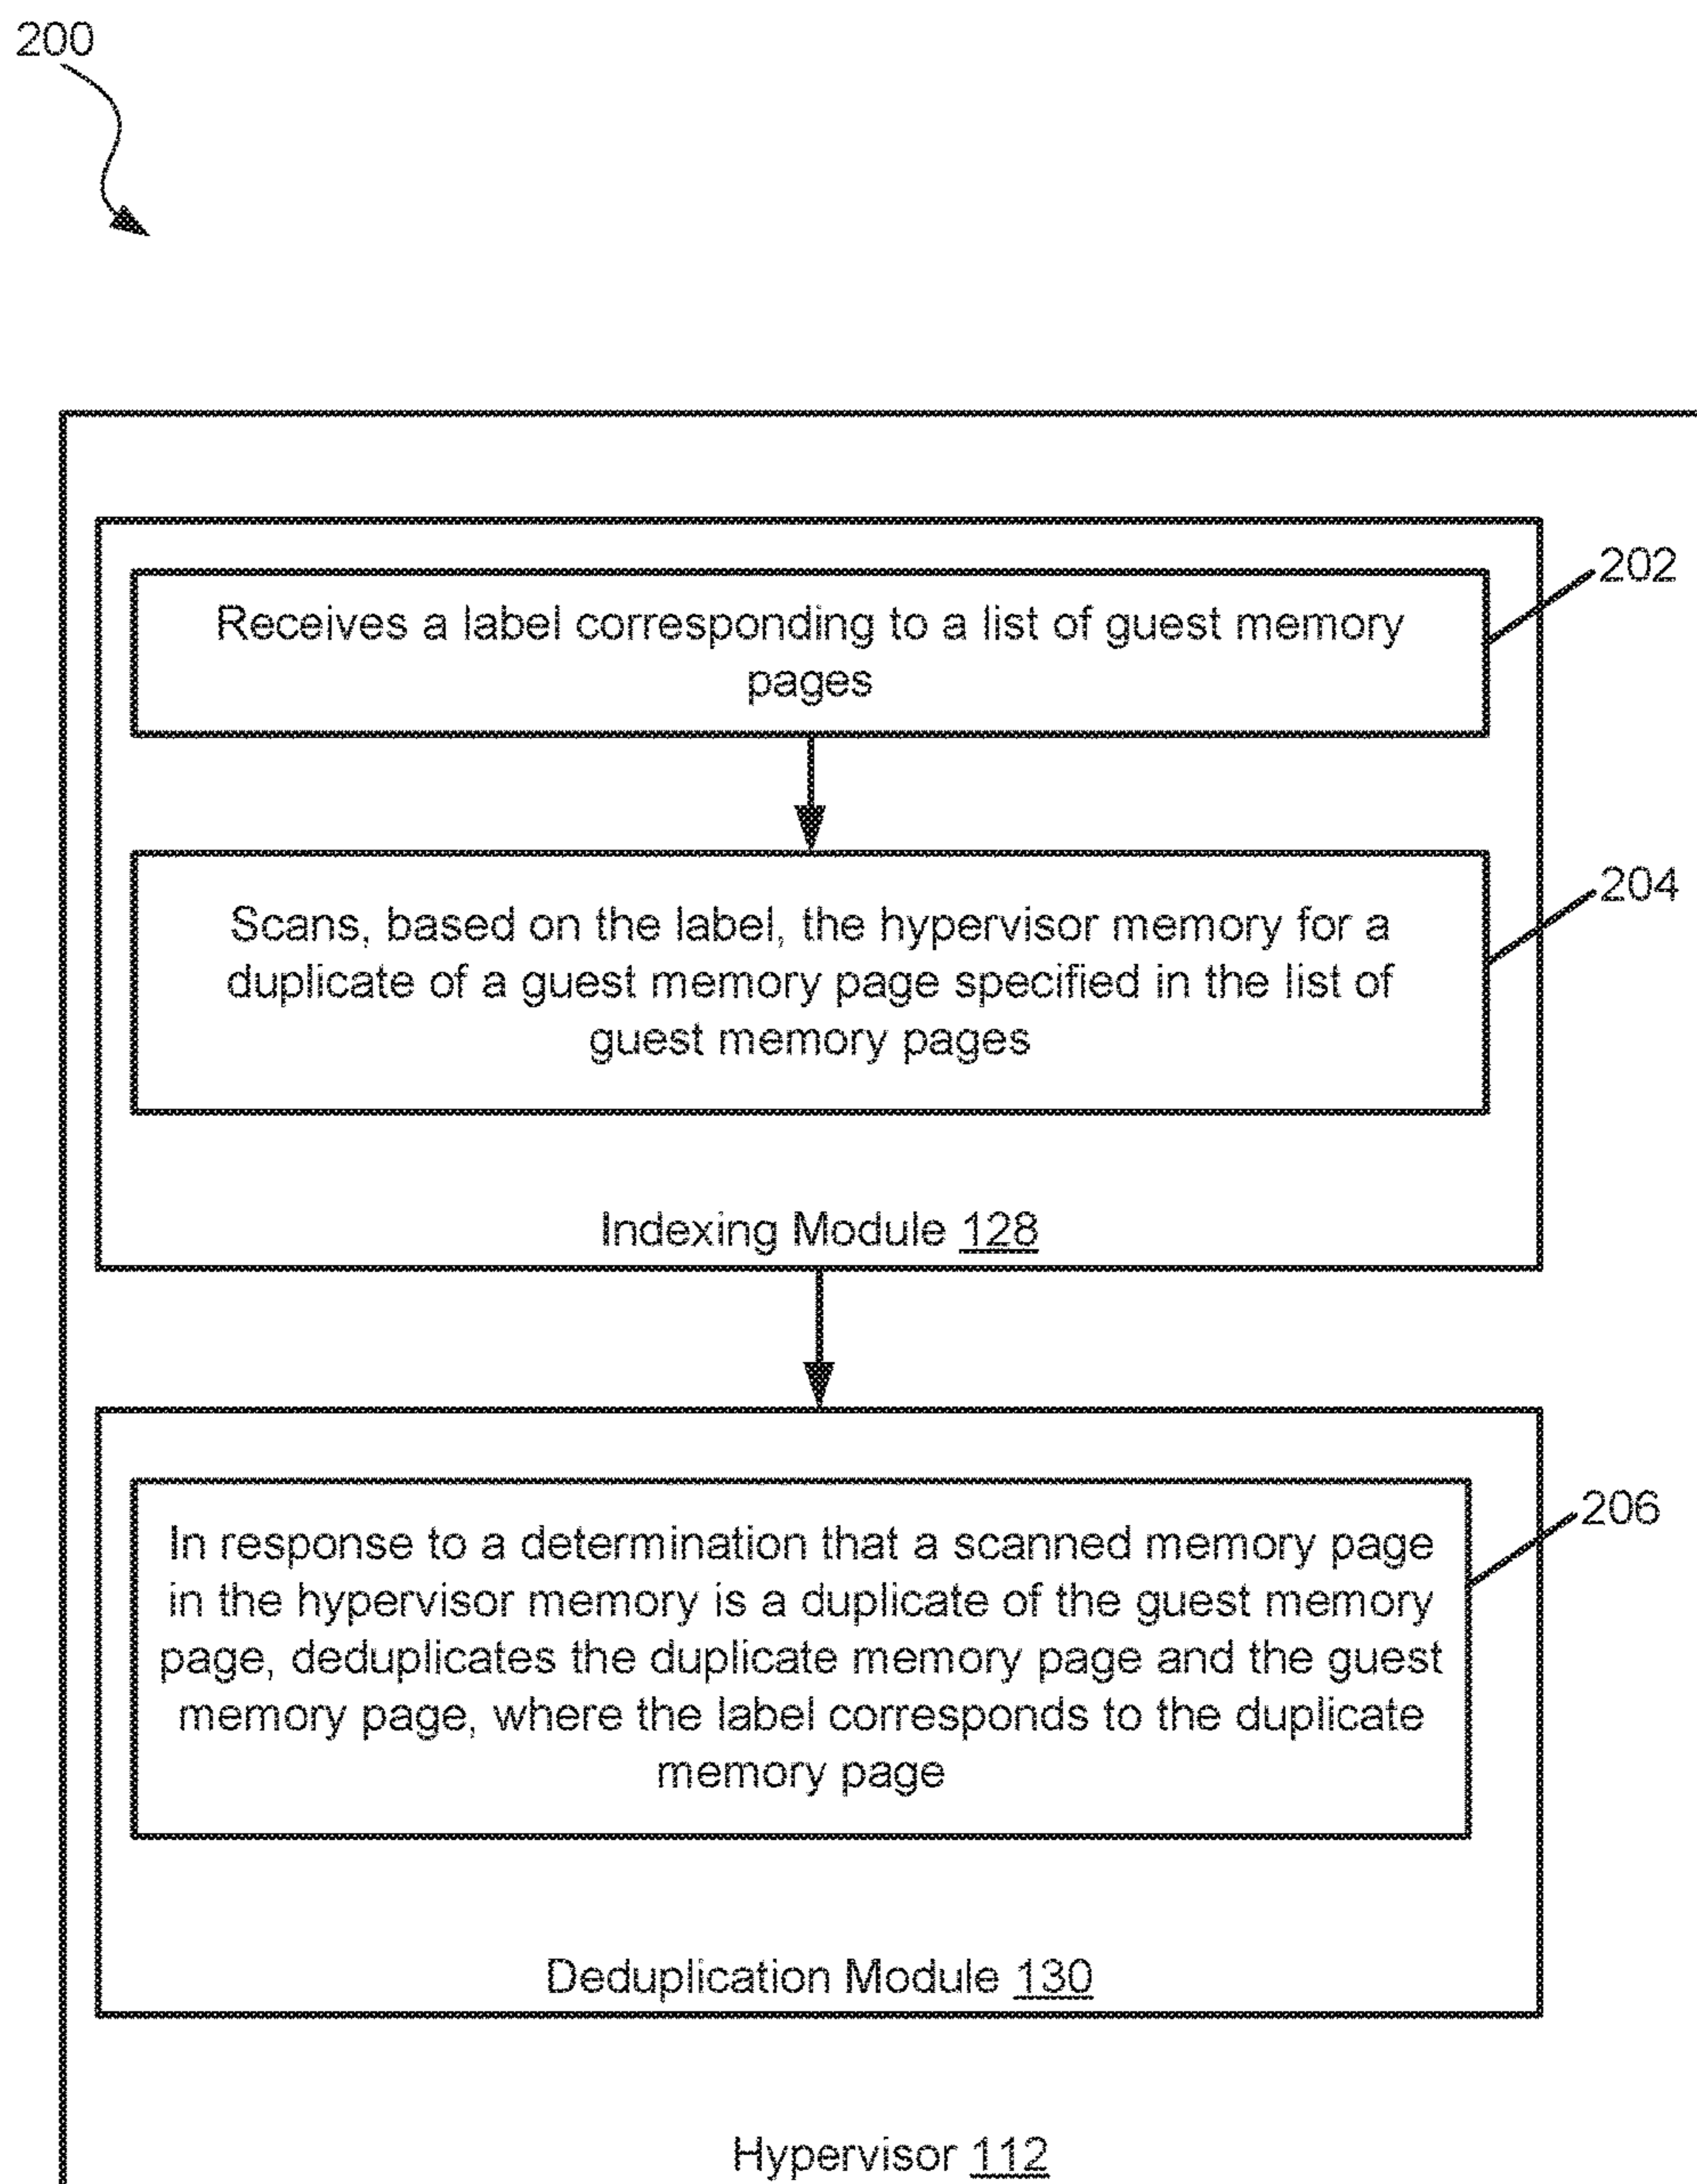 200
202
Receives a label corresponding to a list of guest memory
pages
204
Scans, based on the label, the hypervisor memory for a
duplicate of a guest memory page specified in the list of
guest memory pages
Indexing Module 128
206
In response to a determination that a scanned memory page
in the hypervisor memory is a duplicate of the guest memory
page, deduplicates the duplicate memory page and the guest
memory page, where the label corresponds to the duplicate
memory page
Deduplication Module 130
Hypervisor 112